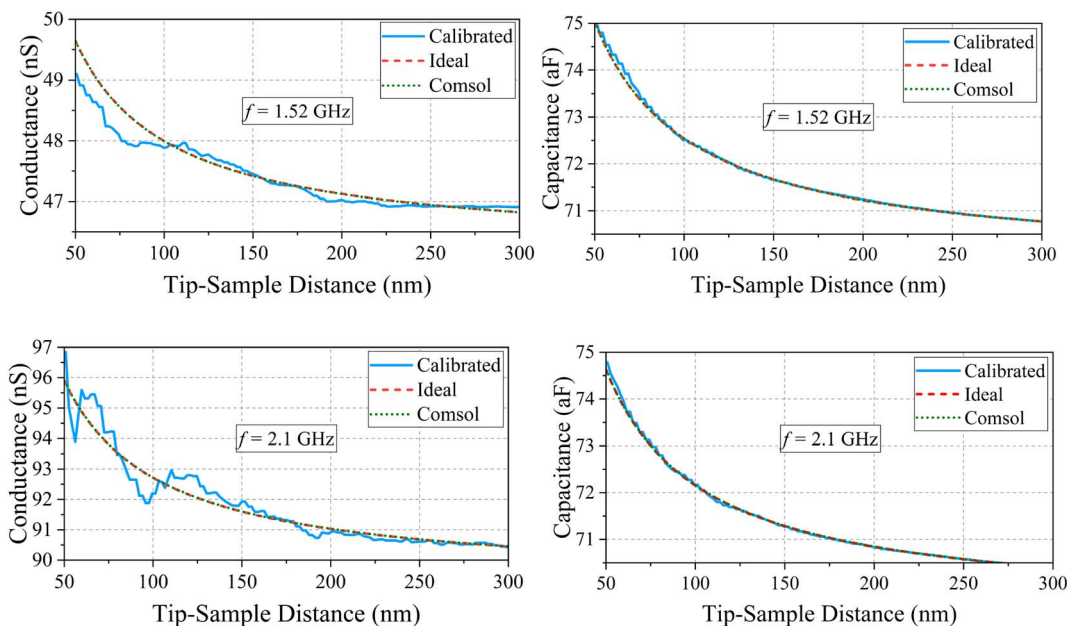 50
49
48
47
Conductance (nS)
Calibrated
Ideal
Comsol
f = 1.52 GHz
50 100 150 200 250 300
Tip-Sample Distance (nm)
75
74
73
72
71
Capacitance (aF)
Calibrated
Ideal
Comsol
f = 1.52 GHz
50 100 150 200 250 300
Tip-Sample Distance (nm)
97
96
95
94
93
92
91
90
Conductance (nS)
Calibrated
Ideal
Comsol
f = 2.1 GHz
50 100 150 200 250 300
Tip-Sample Distance (nm)
75
74
73
72
71
Capacitance (aF)
Calibrated
Ideal
Comsol
f = 2.1 GHz
50 100 150 200 250 300
Tip-Sample Distance (nm)